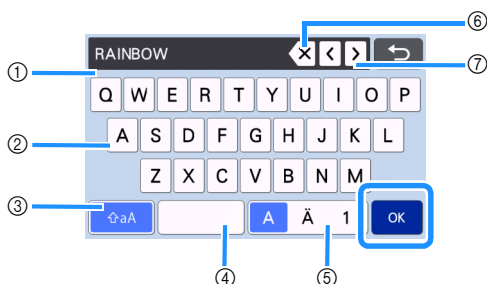 ⑥
RAINBOW
⑦
①
Q W E R T Y U I O P
②
A S D F G H J K L
Z X C V B N M
③
⇧aA
A Ä 1
OK
④
⑤